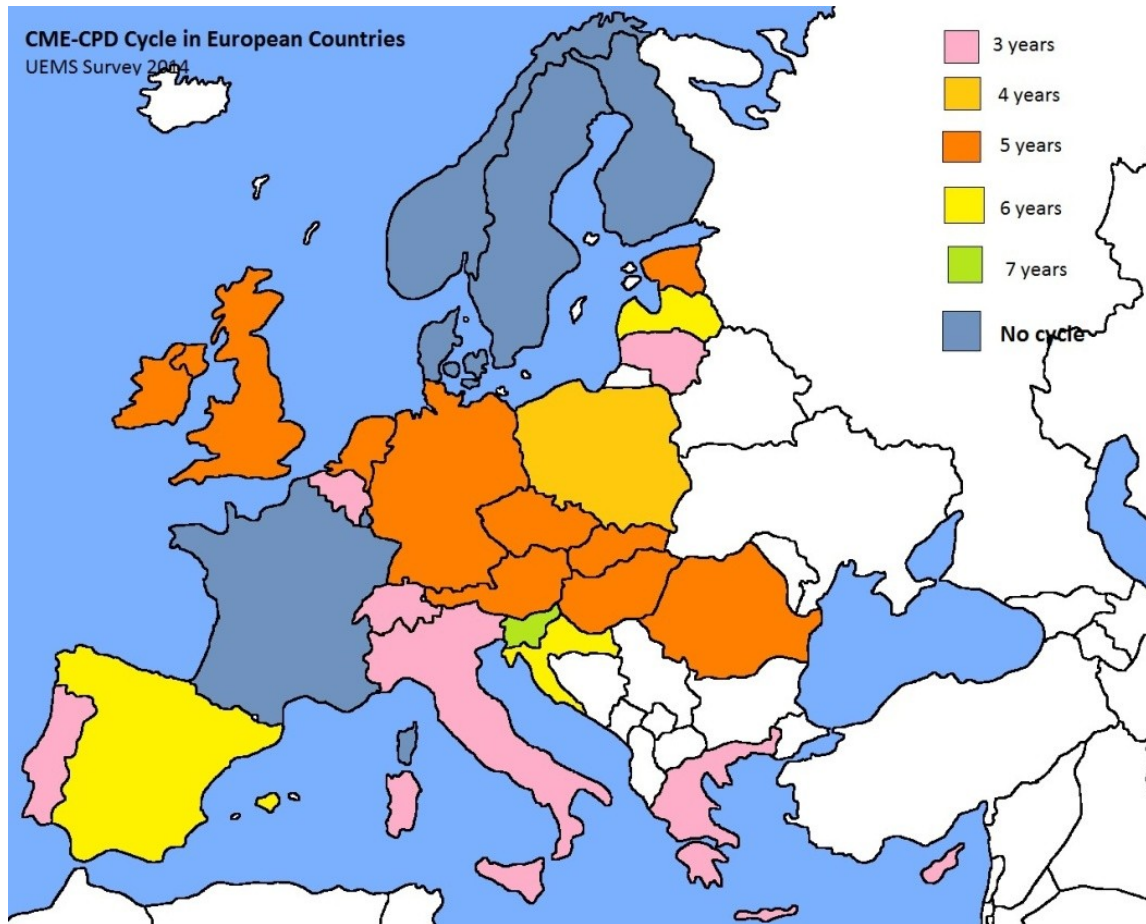 CME-CPD Cycle in European Countries
UEMS Survey 2014
3 years
4 years
5 years
6 years
7 years
No cycle